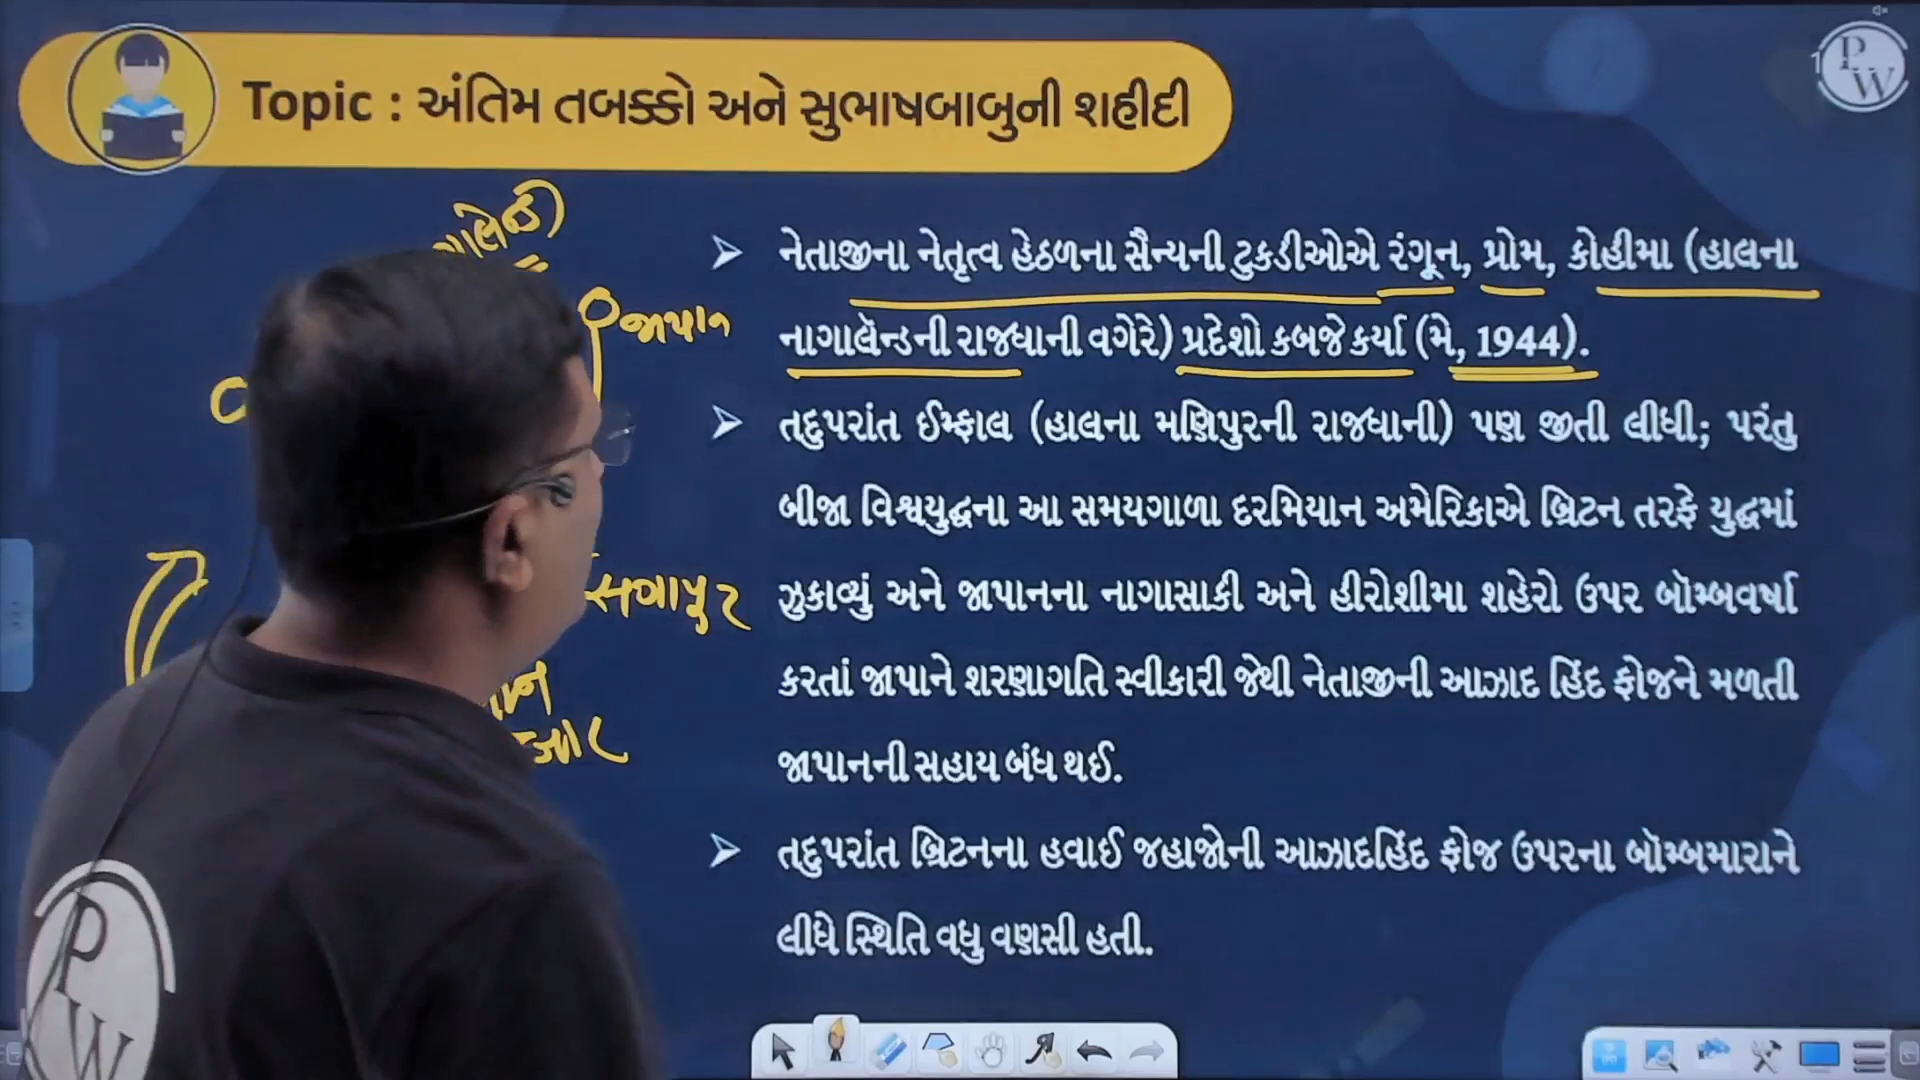 Topic : અંતિમ તબક્કો અને સુભાષબાબુની શહીદી
P
W
➤ નેતાજીના નેતૃત્વ હેઠળના સૈન્યની ટુકડીઓએ રંગૂન, પ્રોમ, કોહીમા (હાલના
નાગાલૅન્ડની રાજધાની વગેરે) પ્રદેશો કબજે કર્યા (મે, 1944).
જાપાન
➤ તદુપરાંત ઈમ્ફાલ (હાલના મણિપુરની રાજધાની) પણ જીતી લીધી; પરંતુ
બીજા વિશ્વયુદ્ધના આ સમયગાળા દરમિયાન અમેરિકાએ બ્રિટન તરફે યુદ્ધમાં
ઝુકાવ્યું અને જાપાનના નાગાસાકી અને હીરોશીમા શહેરો ઉપર બૉમ્બવર્ષા
કરતાં જાપાને શરણાગતિ સ્વીકારી જેથી નેતાજીની આઝાદ હિંદ ફોજને મળતી
જાપાનની સહાય બંધ થઈ.
➤ તદુપરાંત બ્રિટનના હવાઈ જહાજોની આઝાદહિંદ ફોજ ઉપરના બૉમ્બમારાને
લીધે સ્થિતિ વધુ વણસી હતી.
P
W